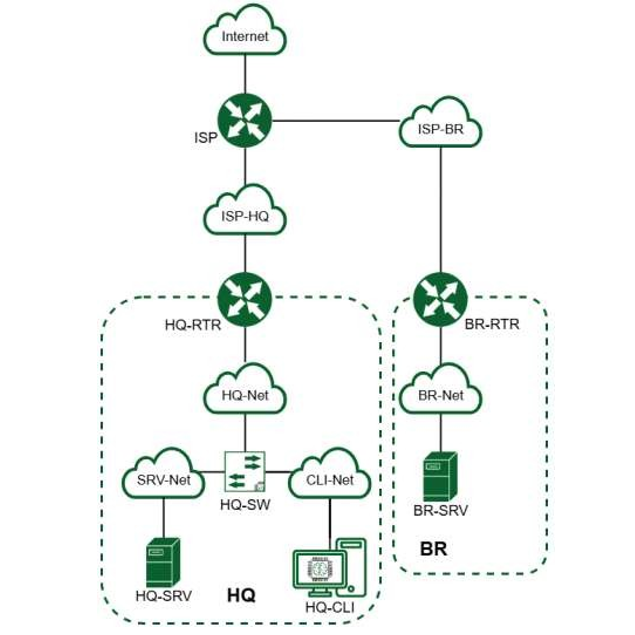 Internet
ISP
ISP-BR
ISP-HQ
HQ-RTR
BR-RTR
HQ-Net
BR-Net
SRV-Net
CLI-Net
HQ-SW
BR-SRV
BR
HQ-SRV
HQ
HQ-CLI